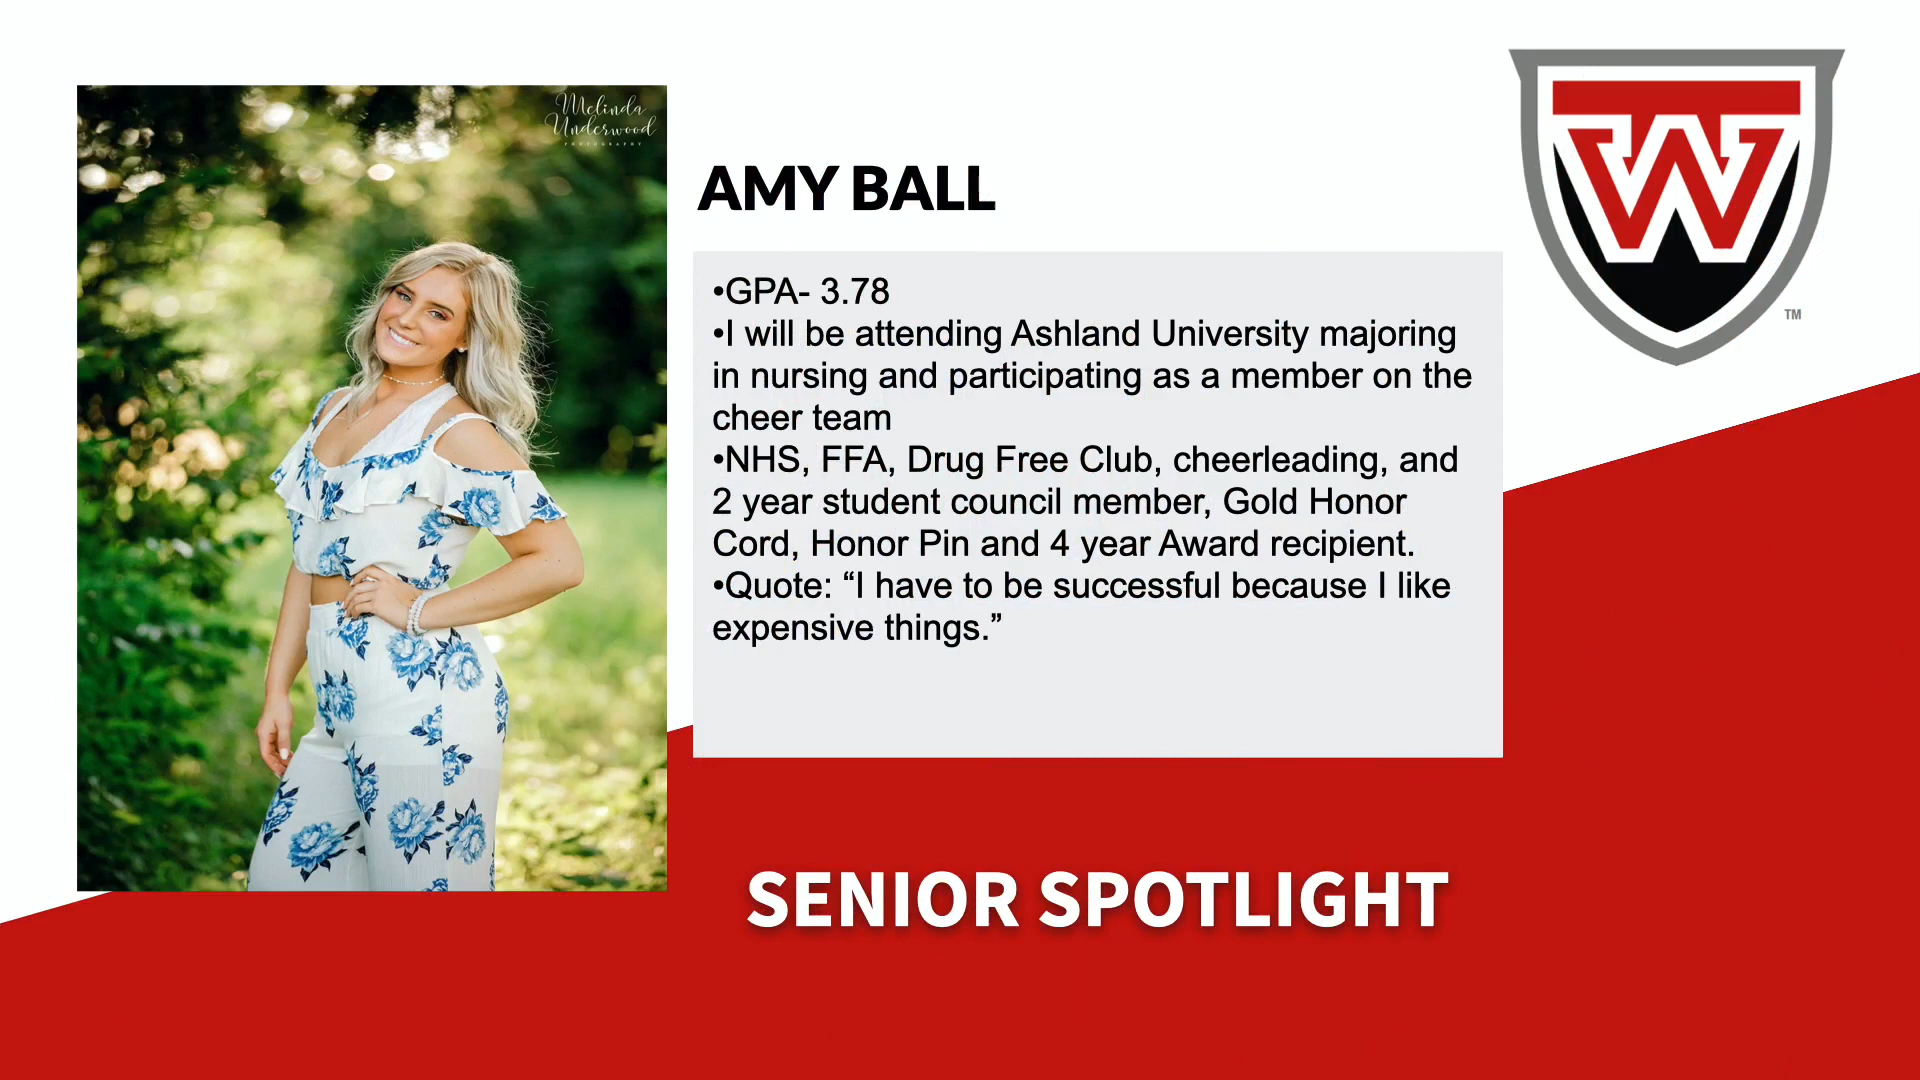 Melinda
Underwood
PHOTOGRAPHY
AMY BALL
•GPA- 3.78
•I will be attending Ashland University majoring
in nursing and participating as a member on the
cheer team
•NHS, FFA, Drug Free Club, cheerleading, and
2 year student council member, Gold Honor
Cord, Honor Pin and 4 year Award recipient.
•Quote: “I have to be successful because I like
expensive things.”
TW
TM
SENIOR SPOTLIGHT